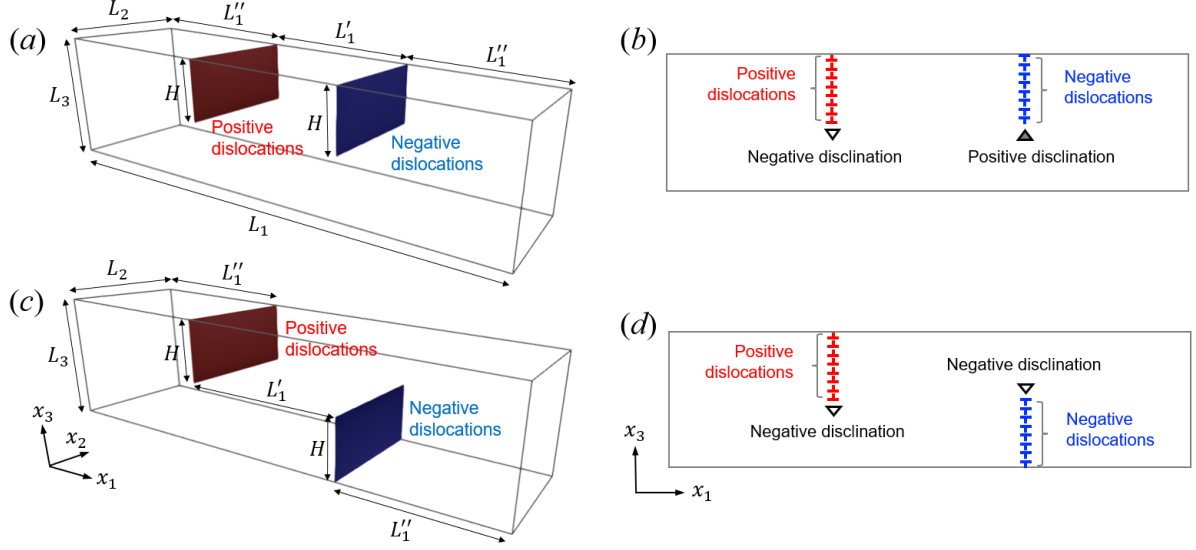 (a)
L₂
L₁″
L₁′
L₁″
L₃
H
H
Positive
dislocations
Negative
dislocations
L₁
(b)
Positive
dislocations
Negative
dislocations
Negative disclination
Positive disclination
(c)
L₂
L₁″
L₃
H
Positive
dislocations
L₁′
Negative
dislocations
H
L₁″
x₃
x₂
x₁
(d)
Positive
dislocations
Negative disclination
Negative disclination
Negative
dislocations
x₃
x₁